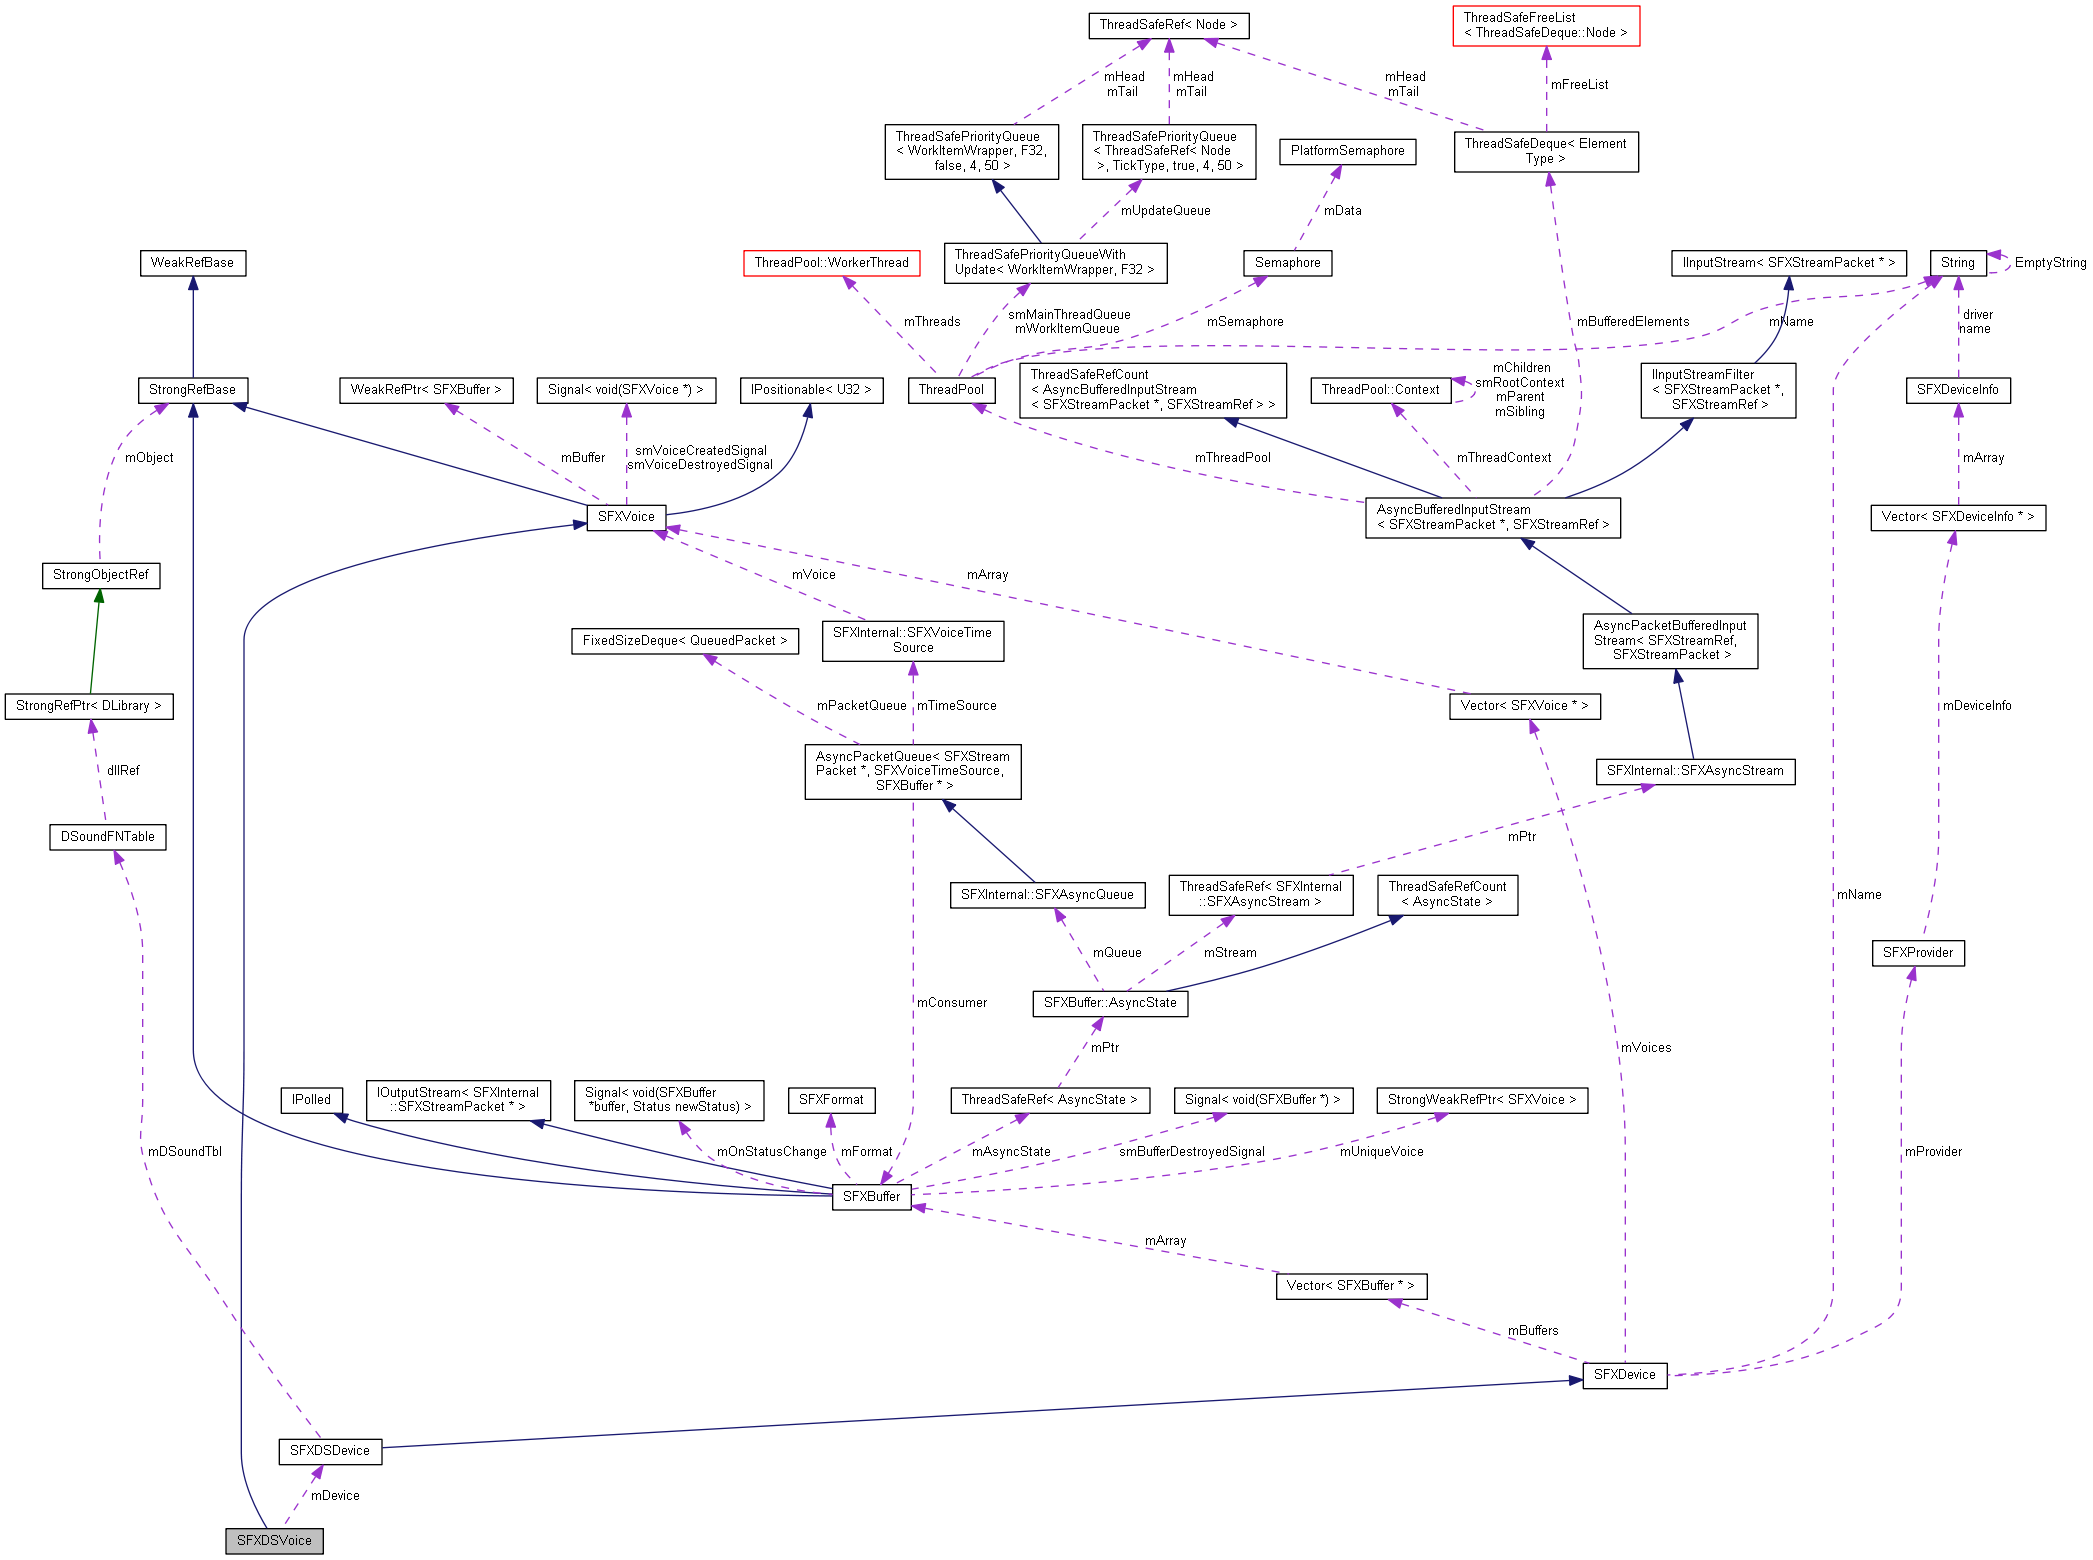 ThreadSafeRef< Node >
ThreadSafeFreeList
< ThreadSafeDeque::Node >
mHead
mTail
mHead
mTail
mHead
mTail
mFreeList
ThreadSafePriorityQueue
< WorkItemWrapper, F32,
false, 4, 50 >
ThreadSafePriorityQueue
< ThreadSafeRef< Node
>, TickType, true, 4, 50 >
PlatformSemaphore
ThreadSafeDeque< Element
Type >
mUpdateQueue
mData
WeakRefBase
ThreadPool::WorkerThread
ThreadSafePriorityQueueWith
Update< WorkItemWrapper, F32 >
Semaphore
IInputStream< SFXStreamPacket * >
String
EmptyString
mThreads
smMainThreadQueue
mWorkItemQueue
mSemaphore
mBufferedElements
mName
driver
name
StrongRefBase
WeakRefPtr< SFXBuffer >
Signal< void(SFXVoice *) >
IPositionable< U32 >
ThreadPool
ThreadSafeRefCount
< AsyncBufferedInputStream
< SFXStreamPacket *, SFXStreamRef > >
ThreadPool::Context
mChildren
smRootContext
mParent
mSibling
IInputStreamFilter
< SFXStreamPacket *,
SFXStreamRef >
SFXDeviceInfo
mObject
mBuffer
smVoiceCreatedSignal
smVoiceDestroyedSignal
mThreadPool
mThreadContext
mArray
SFXVoice
AsyncBufferedInputStream
< SFXStreamPacket *, SFXStreamRef >
Vector< SFXDeviceInfo * >
StrongObjectRef
mVoice
mArray
FixedSizeDeque< QueuedPacket >
SFXInternal::SFXVoiceTime
Source
AsyncPacketBufferedInput
Stream< SFXStreamRef,
SFXStreamPacket >
StrongRefPtr< DLibrary >
mPacketQueue
mTimeSource
Vector< SFXVoice * >
mDeviceInfo
dllRef
AsyncPacketQueue< SFXStream
Packet *, SFXVoiceTimeSource,
SFXBuffer * >
SFXInternal::SFXAsyncStream
DSoundFNTable
mPtr
SFXInternal::SFXAsyncQueue
ThreadSafeRef< SFXInternal
::SFXAsyncStream >
ThreadSafeRefCount
< AsyncState >
mName
mQueue
mStream
SFXProvider
mConsumer
SFXBuffer::AsyncState
mPtr
mVoices
IPolled
IOutputStream< SFXInternal
::SFXStreamPacket * >
Signal< void(SFXBuffer
*buffer, Status newStatus) >
SFXFormat
ThreadSafeRef< AsyncState >
Signal< void(SFXBuffer *) >
StrongWeakRefPtr< SFXVoice >
mDSoundTbl
mOnStatusChange
mFormat
mAsyncState
smBufferDestroyedSignal
mUniqueVoice
mProvider
SFXBuffer
mArray
Vector< SFXBuffer * >
mBuffers
SFXDevice
SFXDSDevice
mDevice
SFXDSVoice